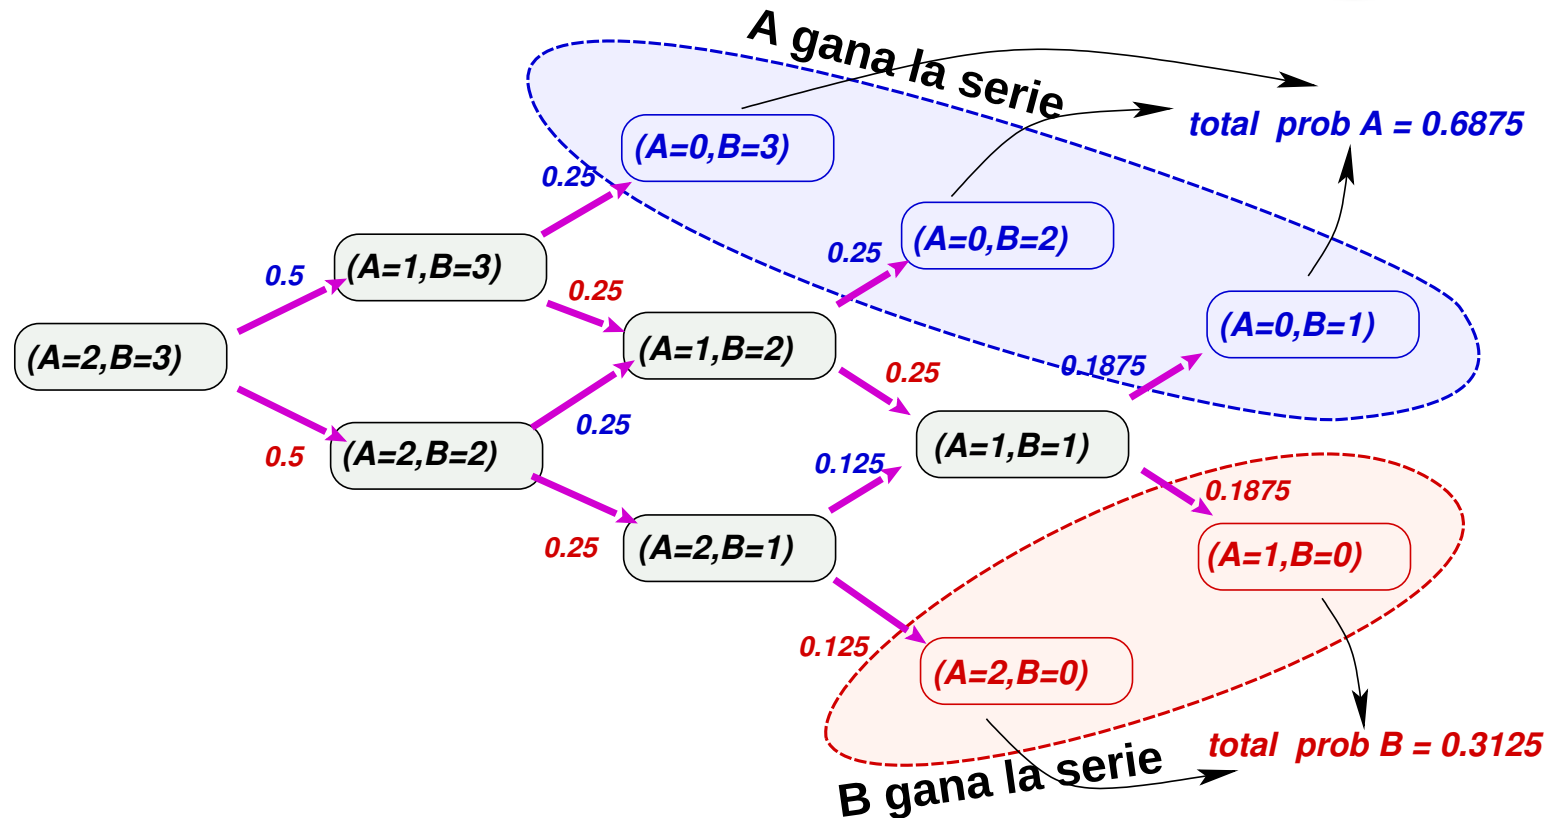 A gana la serie
total prob A = 0.6875
(A=0,B=3)
0.25
(A=0,B=2)
0.25
(A=1,B=3)
0.5
0.25
(A=0,B=1)
(A=2,B=3)
(A=1,B=2)
0.1875
0.25
0.25
(A=2,B=2)
0.5
(A=1,B=1)
0.125
0.1875
0.25
(A=2,B=1)
(A=1,B=0)
0.125
(A=2,B=0)
total prob B = 0.3125
B gana la serie